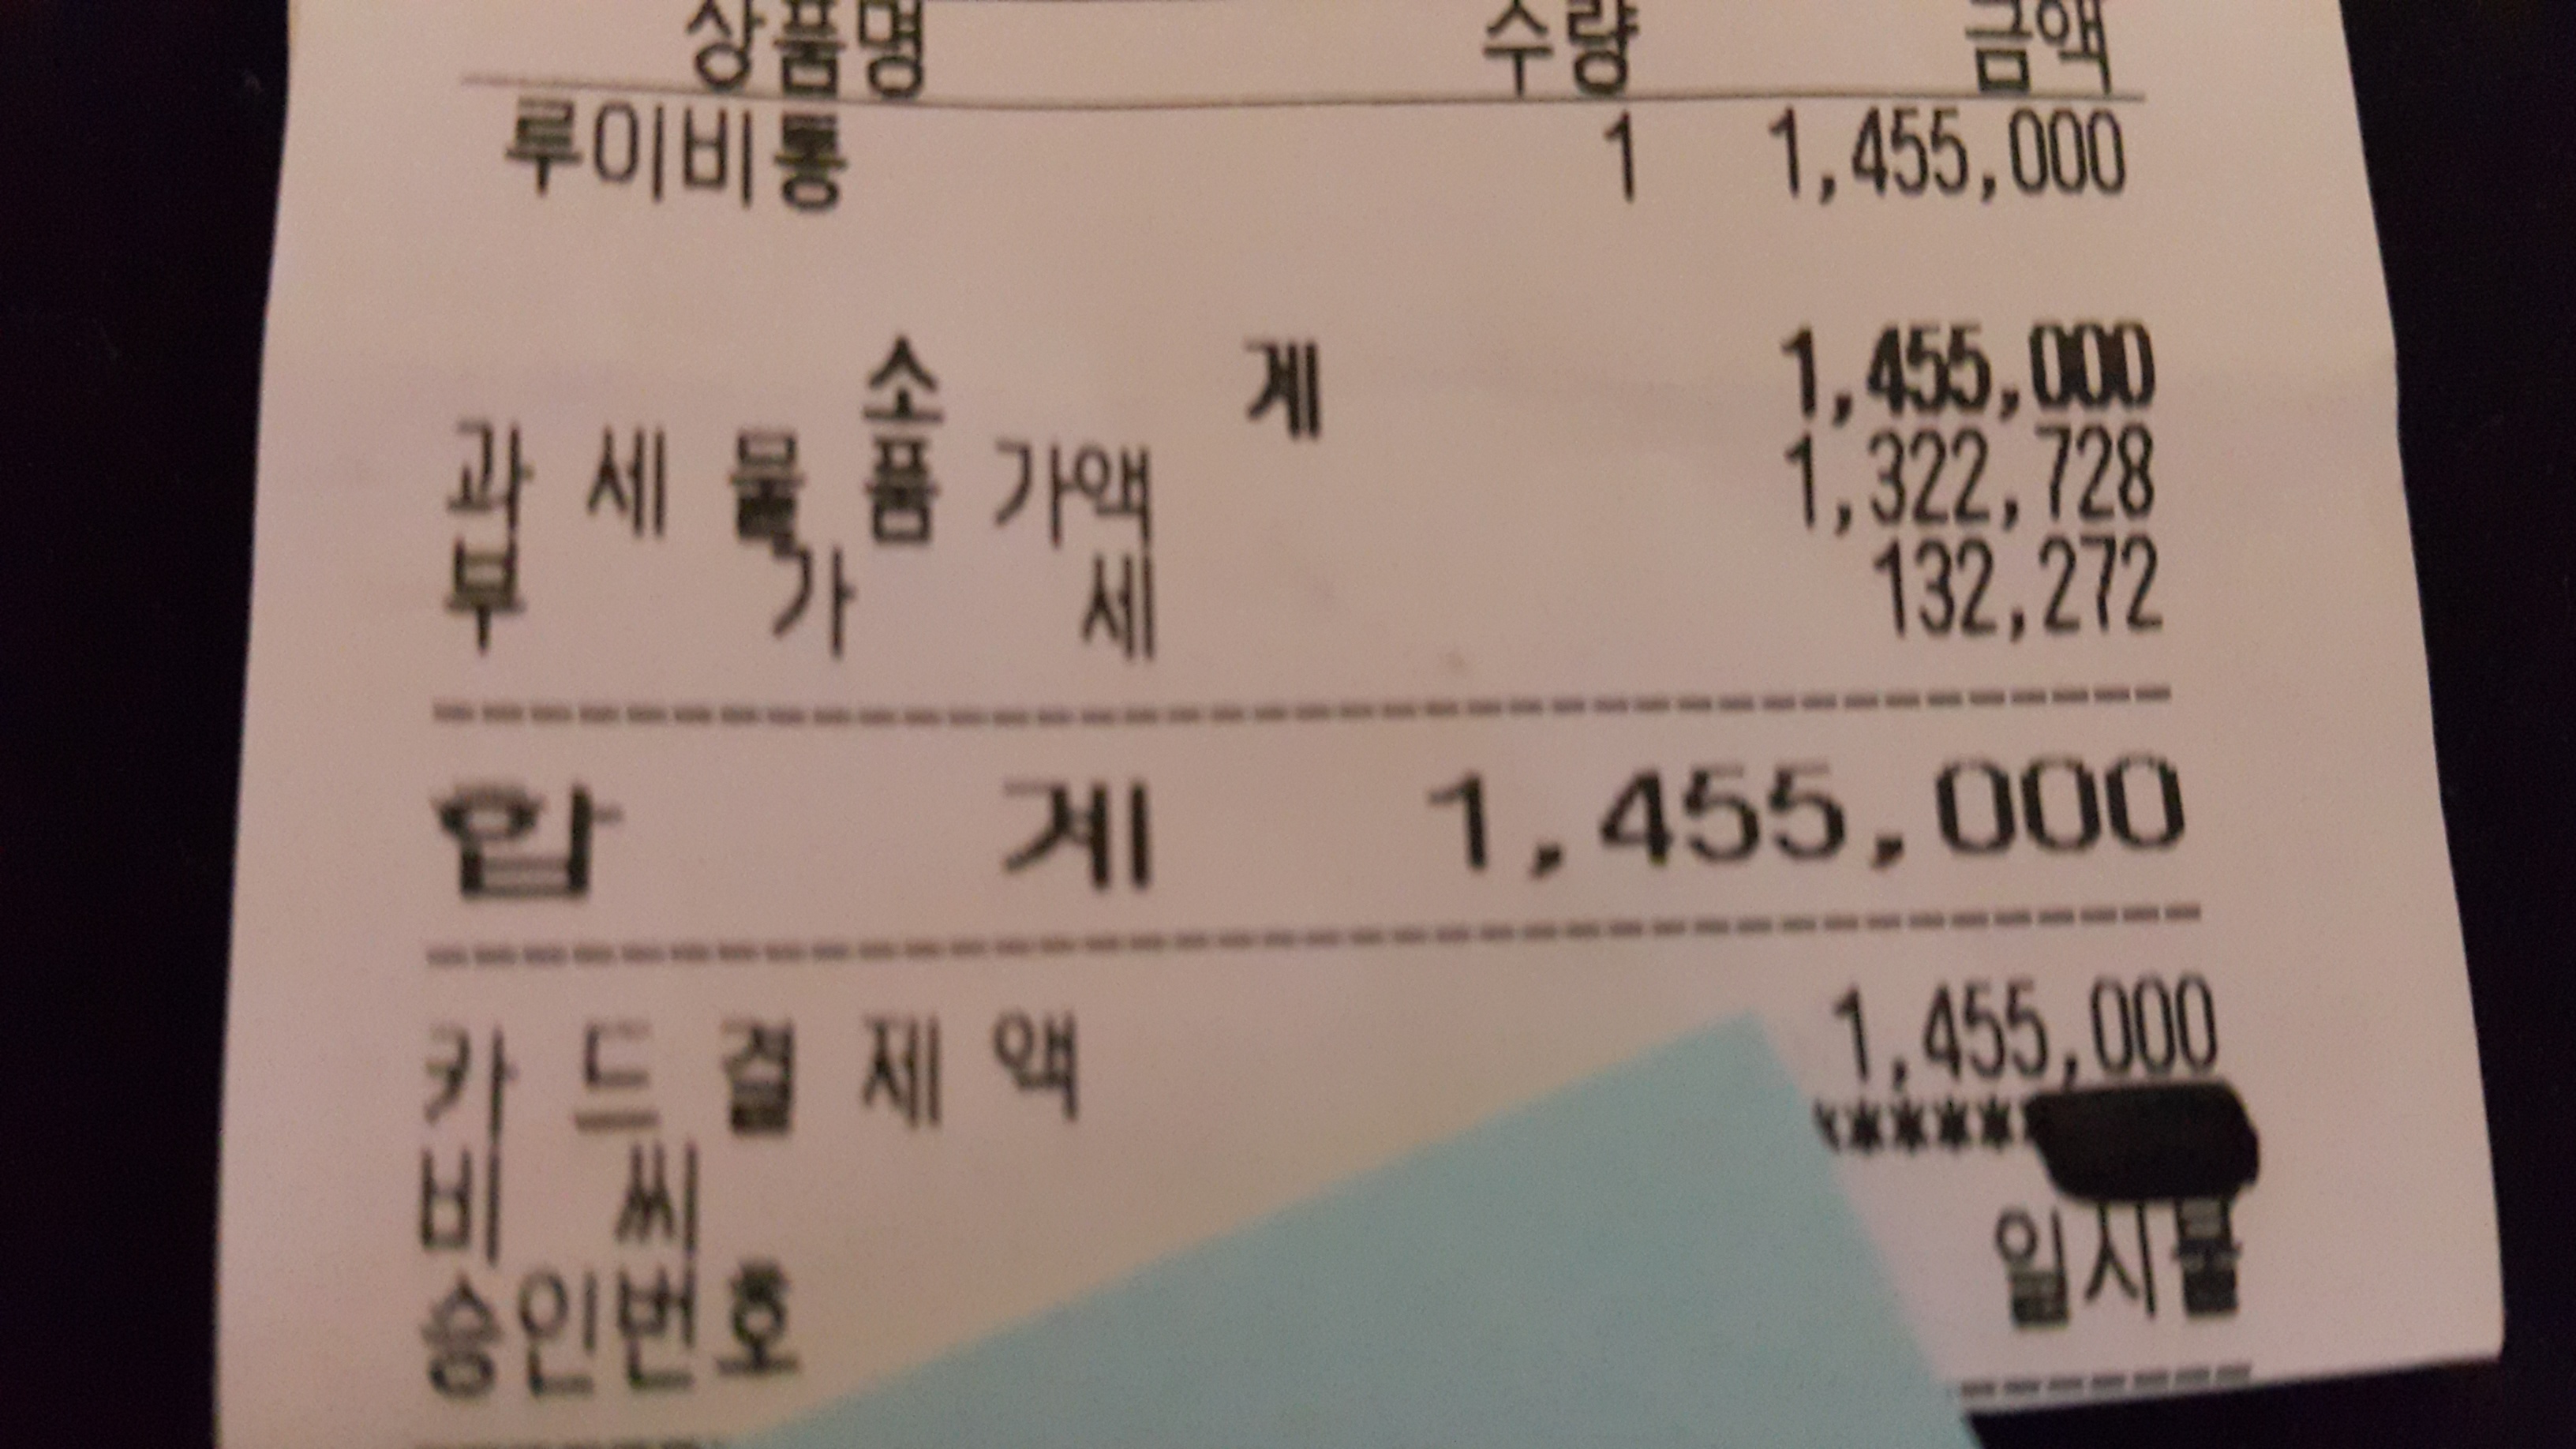 상품명 수량 금액
루이비통 1 1,455,000
소 계 1,455,000
과 세 물 품 가액 1,322,728
부 가 세 132,272
합 계 1,455,000
카 드 결 제 액 1,455,000
비 씨 *****
승인번호 일시불